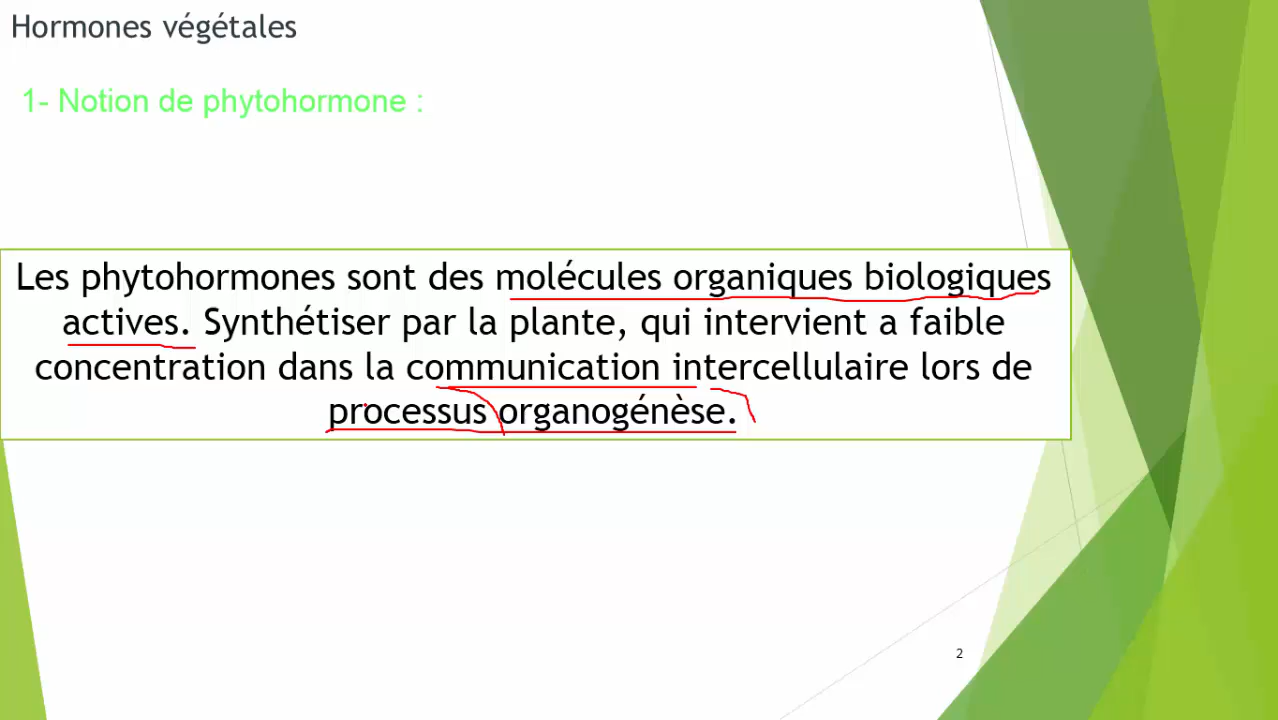 Hormones végétales
1- Notion de phytohormone :
Les phytohormones sont des molécules organiques biologiques
actives. Synthétiser par la plante, qui intervient a faible
concentration dans la communication intercellulaire lors de
processus organogénèse.
2